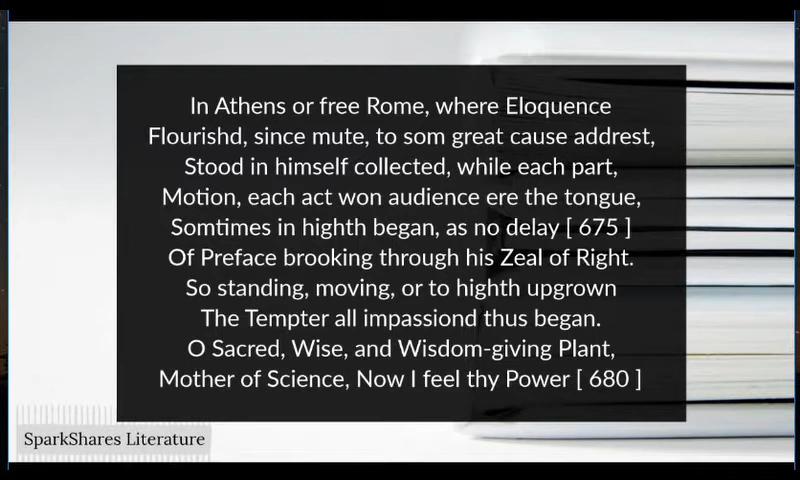 In Athens or free Rome, where Eloquence
Flourishd, since mute, to som great cause addrest,
Stood in himself collected, while each part,
Motion, each act won audience ere the tongue,
Somtimes in highth began, as no delay [ 675 ]
Of Preface brooking through his Zeal of Right.
So standing, moving, or to highth upgrown
The Tempter all impassiond thus began.
O Sacred, Wise, and Wisdom-giving Plant,
Mother of Science, Now I feel thy Power [ 680 ]
SparkShares Literature